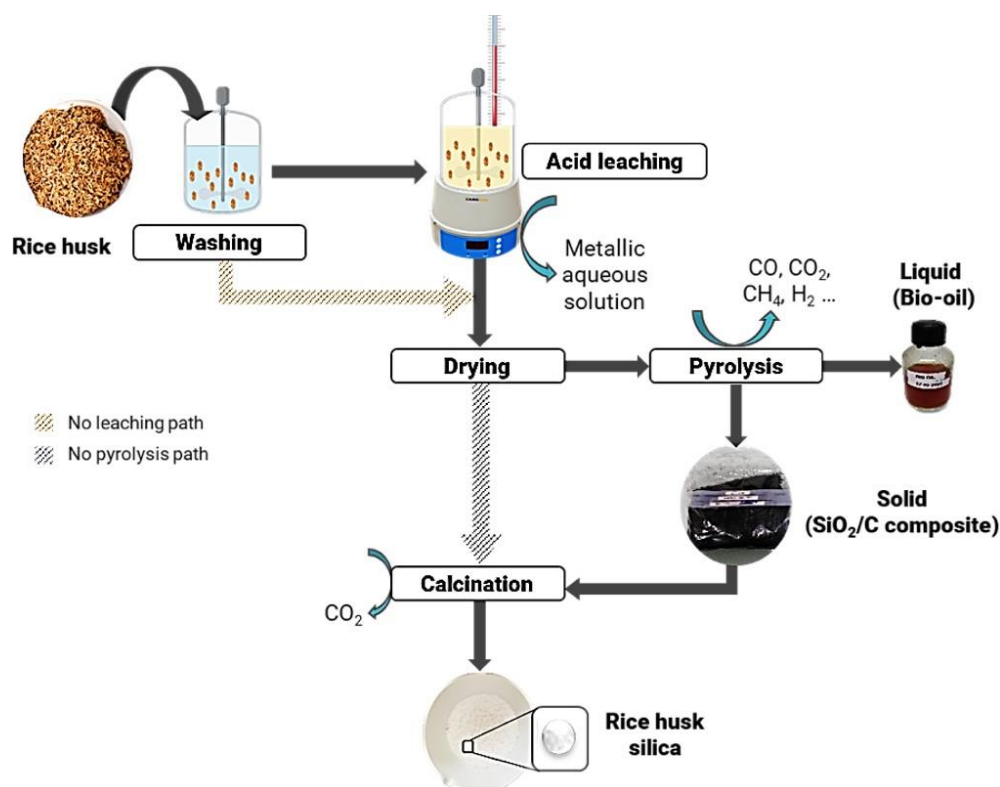 Rice husk
Washing
Acid leaching
Metallic
aqueous
solution
CO, CO₂,
CH₄, H₂ ...
Liquid
(Bio-oil)
Drying
Pyrolysis
No leaching path
No pyrolysis path
Solid
(SiO₂/C composite)
Calcination
CO₂
Rice husk
silica